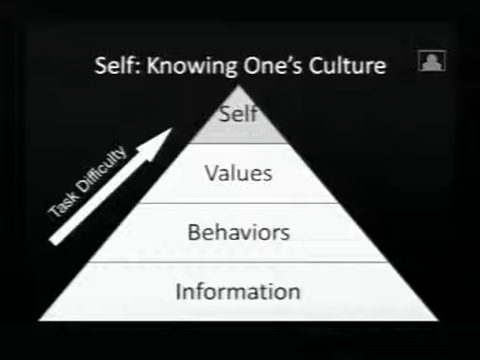 Self: Knowing One's Culture
Self
Task Difficulty
Values
Behaviors
Information